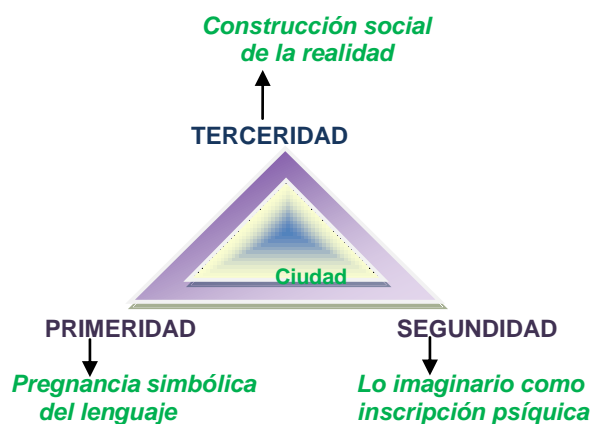 Construcción social
de la realidad
TERCERIDAD
Ciudad
PRIMERIDAD
SEGUNDIDAD
Pregnancia simbólica
del lenguaje
Lo imaginario como
inscripción psíquica